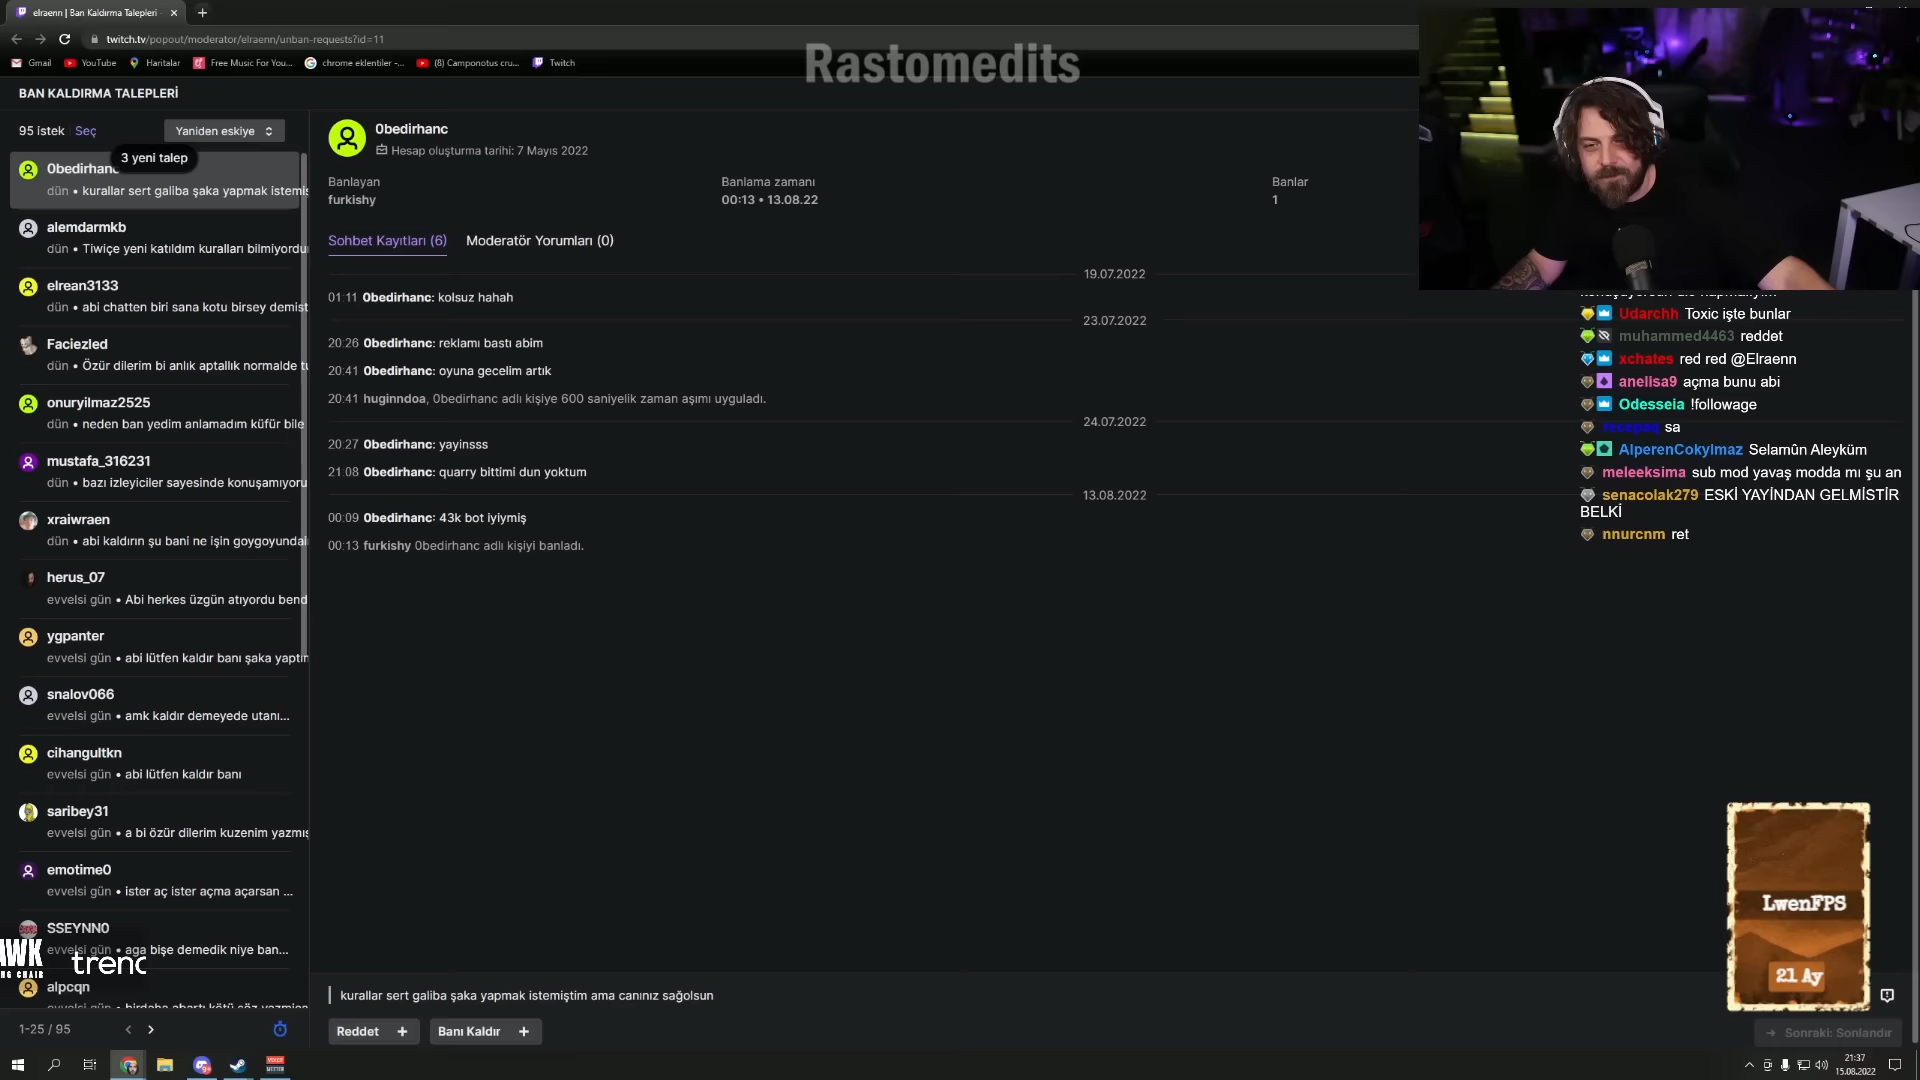 elraenn | Ban Kaldırma Talepleri
twitch.tv/popout/moderator/elraenn/unban-requests?id=11
Gmail
YouTube
Haritalar
Free Music For You...
chrome eklentiler -...
(8) Camponotus cru...
Twitch
Rastomedits
BAN KALDIRMA TALEPLERİ
95 istek Seç
Yaniden eskiye
3 yeni talep
0bedirhanc
dün • kurallar sert galiba şaka yapmak istemiş
alemdarmkb
dün • Tiwiçe yeni katıldım kuralları bilmiyordu
elrean3133
dün • abi chatten biri sana kotu birsey demist
Faciezled
dün • Özür dilerim bi anlık aptallık normalde tu
onuryilmaz2525
dün • neden ban yedim anlamadım küfür bile
mustafa_316231
dün • bazı izleyiciler sayesinde konuşamıyoru
xraiwraen
dün • abi kaldırın şu bani ne işin goygoyundai
herus_07
evvelsi gün • Abi herkes üzgün atıyordu bend
ygpanter
evvelsi gün • abi lütfen kaldır banı şaka yaptın
snalov066
evvelsi gün • amk kaldır demeyede utanı...
cihangultkn
evvelsi gün • abi lütfen kaldır banı
saribey31
evvelsi gün • a bi özür dilerim kuzenim yazmış
emotime0
evvelsi gün • ister aç ister açma açarsan ...
SSEYNN0
evvelsi gün • aga bişe demedik niye ban...
AWK
NG CHAIR
trend
alpcqn
1-25 / 95
0bedirhanc
Hesap oluşturma tarihi: 7 Mayıs 2022
Banlayan
furkishy
Banlama zamanı
00:13 • 13.08.22
Banlar
1
Sohbet Kayıtları (6)
Moderatör Yorumları (0)
19.07.2022
01:11 0bedirhanc: kolsuz hahah
23.07.2022
20:26 0bedirhanc: reklamı bastı abim
20:41 0bedirhanc: oyuna gecelim artık
20:41 huginndoa, 0bedirhanc adlı kişiye 600 saniyelik zaman aşımı uyguladı.
24.07.2022
20:27 0bedirhanc: yayinsss
21:08 0bedirhanc: quarry bittimi dun yoktum
13.08.2022
00:09 0bedirhanc: 43k bot iyiymiş
00:13 furkishy 0bedirhanc adlı kişiyi banladı.
kurallar sert galiba şaka yapmak istemiştim ama canınız sağolsun
Reddet +
Banı Kaldır +
Sonraki: Sonlandır
Udarchh Toxic işte bunlar
muhammed4463 reddet
xchates red red @Elraenn
anelisa9 açma bunu abi
Odesseia !followage
sa
AlperenCokyImaz Selamûn Aleyküm
meleeksima sub mod yavaş modda mı şu an
senacolak279 ESKİ YAYİNDAN GELMİSTİR
BELKİ
nnurcnm ret
LwenFPS
21 Ay
21:37
15.08.2022